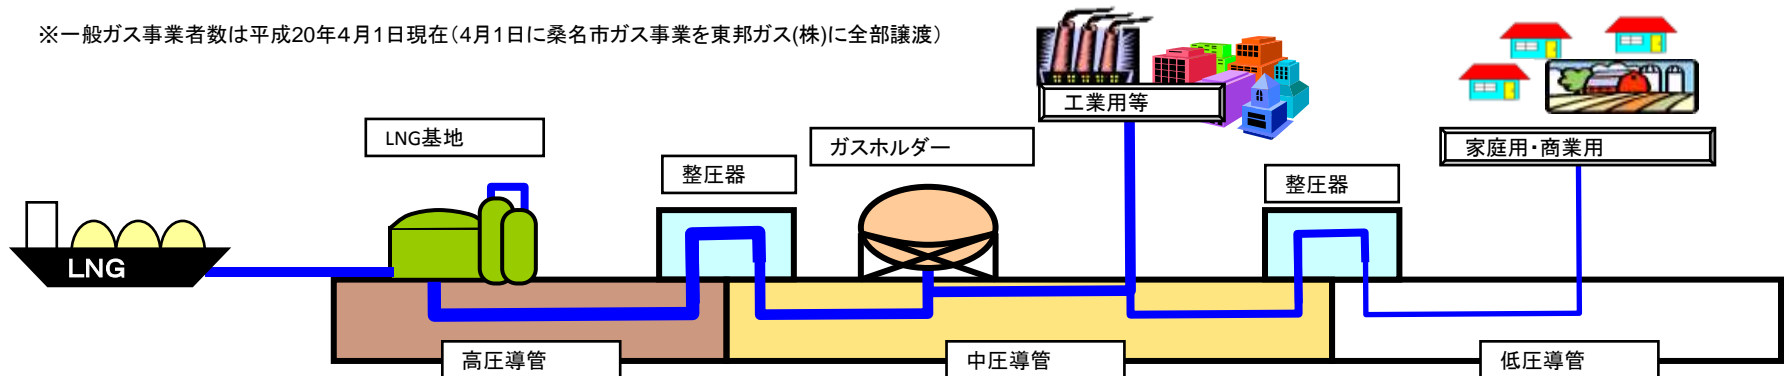 ※一般ガス事業者数は平成20年4月1日現在(4月1日に桑名市ガス事業を東邦ガス(株)に全部譲渡)
工業用等
LNG基地
ガスホルダー
家庭用・商業用
整圧器
整圧器
LNG
高圧導管
中圧導管
低圧導管